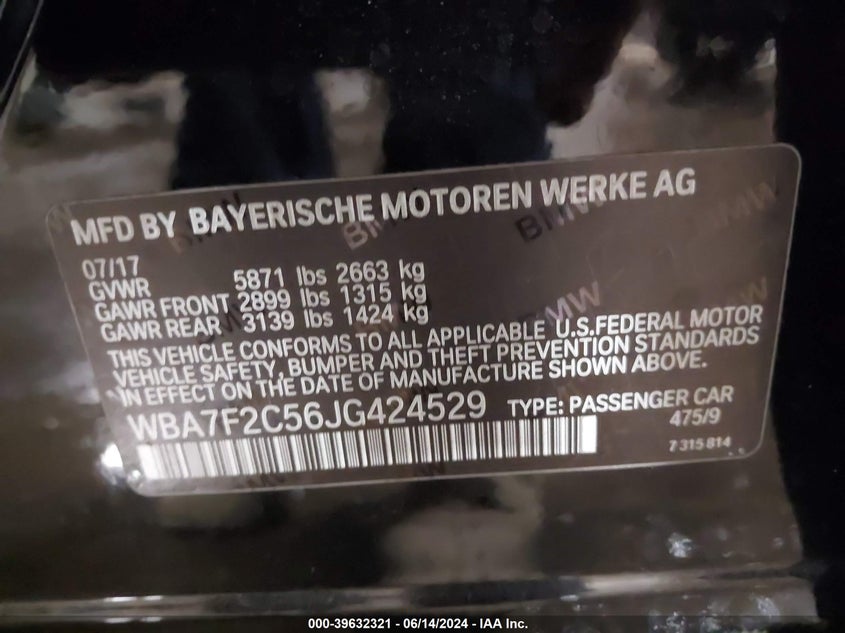 MFD BY BAYERISCHE MOTOREN WERKE AG
07/17
GVWR 5871 lbs 2663 kg
GAWR FRONT 2899 lbs 1315 kg
GAWR REAR 3139 lbs 1424 kg
THIS VEHICLE CONFORMS TO ALL APPLICABLE U.S.FEDERAL MOTOR
VEHICLE SAFETY, BUMPER AND THEFT PREVENTION STANDARDS
IN EFFECT ON THE DATE OF MANUFACTURE SHOWN ABOVE.
WBA7F2C56JG424529 TYPE: PASSENGER CAR
475/9
7 315 814
000-39632321 - 06/14/2024 - IAA Inc.